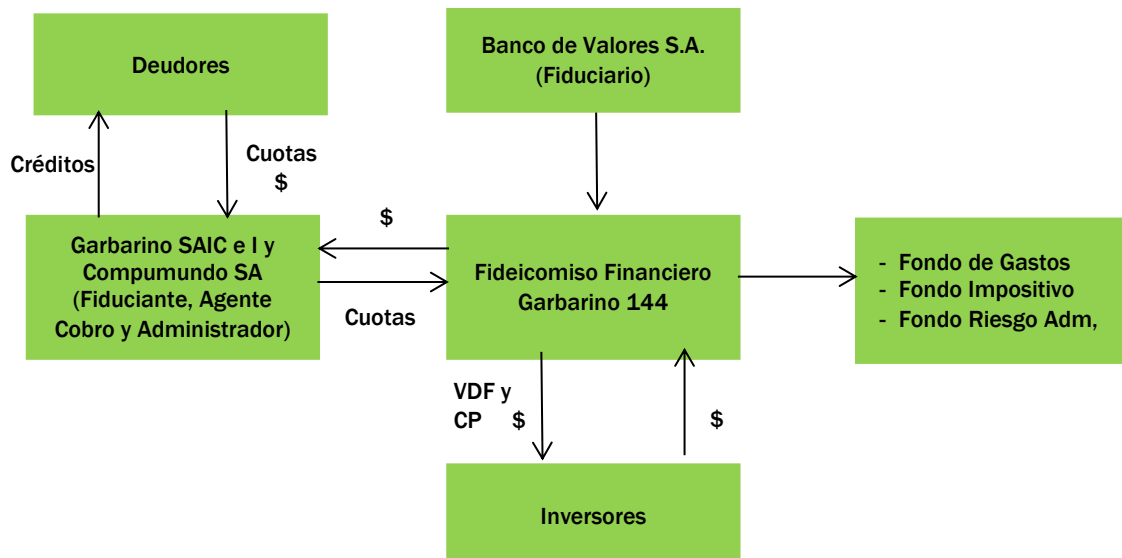 Deudores
Banco de Valores S.A.
(Fiduciario)
Créditos
Cuotas
$
Garbarino SAIC e I y
Compumundo SA
(Fiduciante, Agente
Cobro y Administrador)
$
Cuotas
Fideicomiso Financiero
Garbarino 144
- Fondo de Gastos
- Fondo Impositivo
- Fondo Riesgo Adm,
VDF y
CP $
$
Inversores